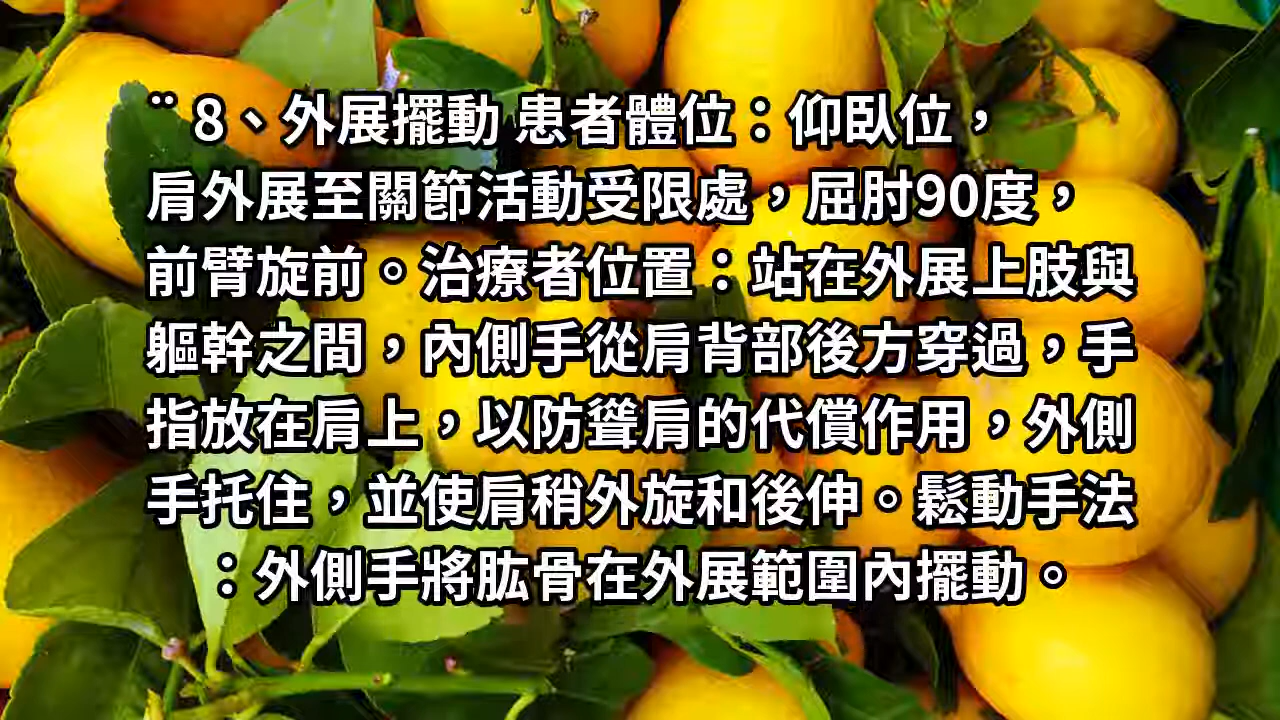 ¨ 8、外展擺動 患者體位：仰臥位，
肩外展至關節活動受限處，屈肘90度，
前臂旋前。治療者位置：站在外展上肢與
軀幹之間，內側手從肩背部後方穿過，手
指放在肩上，以防聳肩的代償作用，外側
手托住，並使肩稍外旋和後伸。鬆動手法
：外側手將肱骨在外展範圍內擺動。